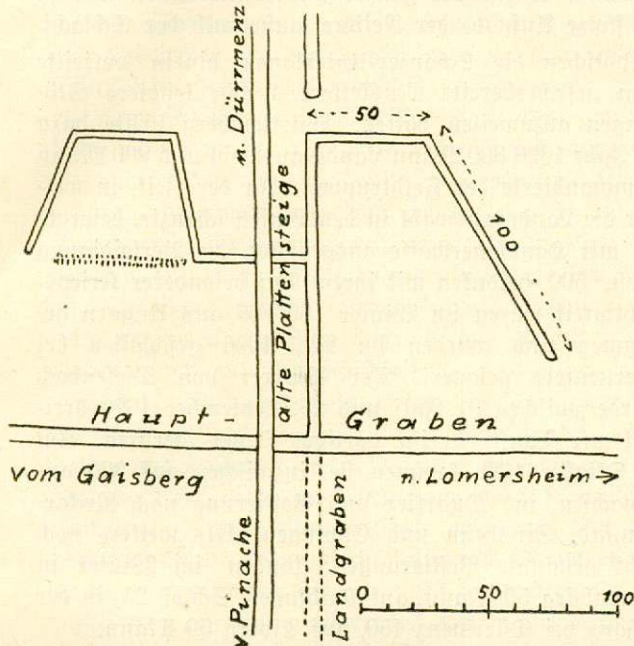 n. Dürrmenz
50
100
alte Plattensteige
Haupt- Graben
vom Gaisberg
n. Lomersheim
v. Pinache
Landgraben
0 50 100